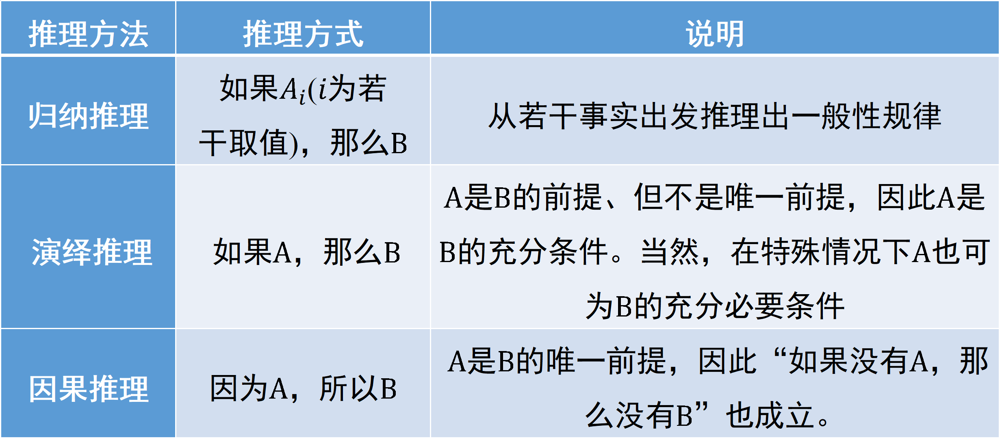 推理方法 推理方式 说明
归纳推理
如果A_i(i为若
干取值)，那么B
从若干事实出发推理出一般性规律
演绎推理
如果A，那么B
A是B的前提、但不是唯一前提，因此A是
B的充分条件。当然，在特殊情况下A也可
为B的充分必要条件
因果推理
因为A，所以B
A是B的唯一前提，因此“如果没有A，那
么没有B”也成立。